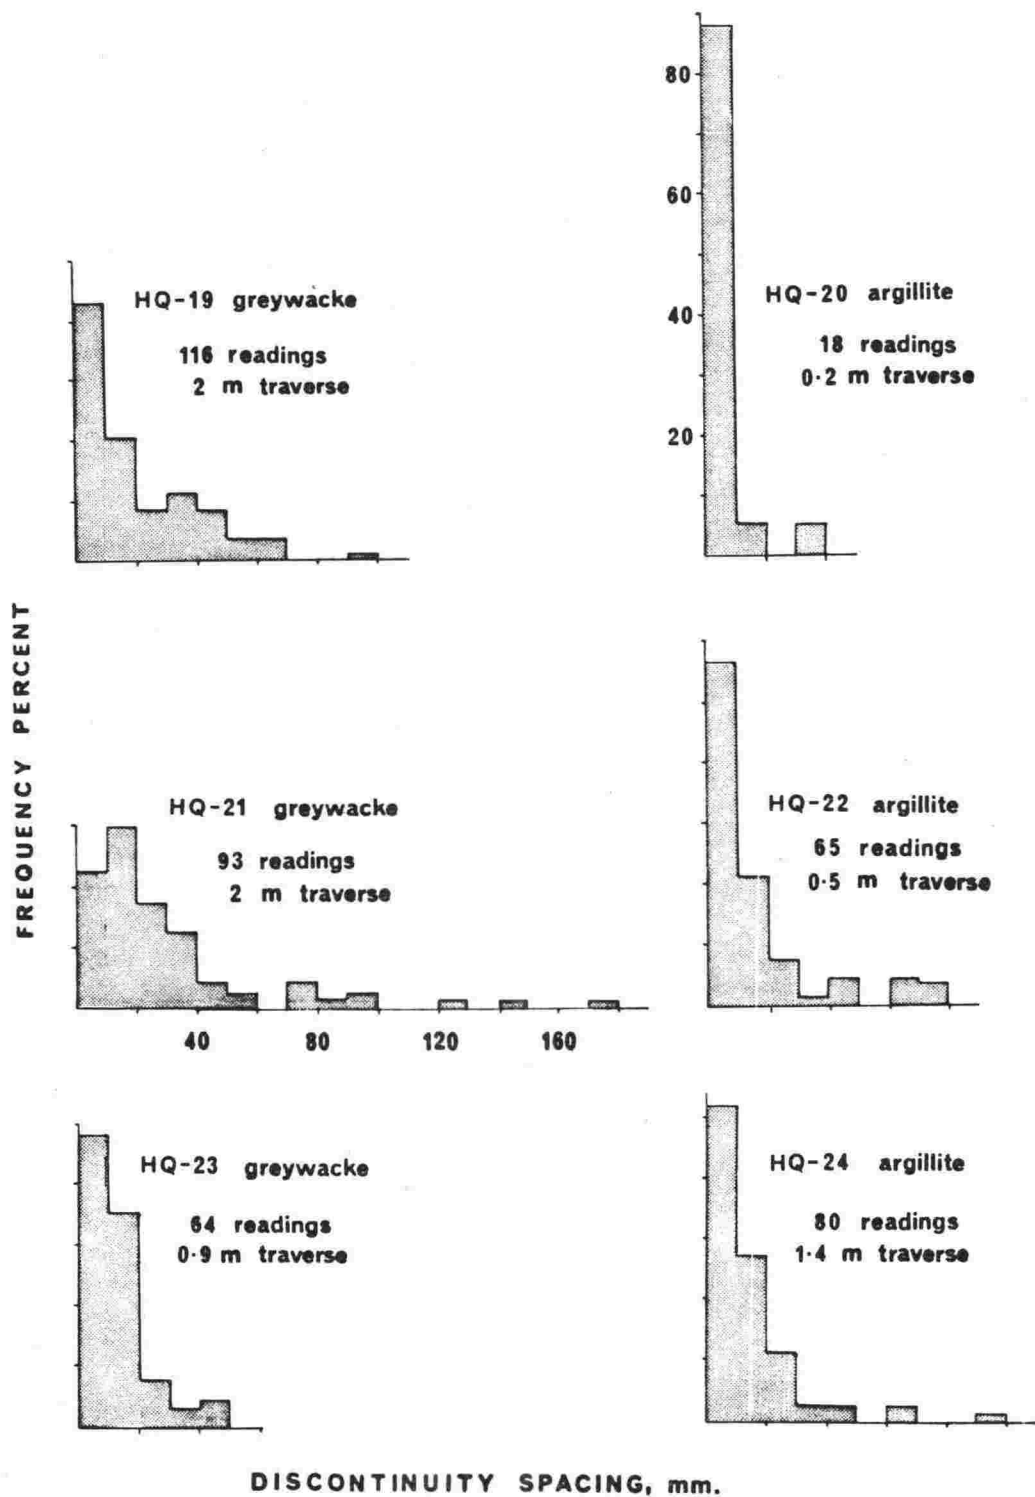 80
60
40
20
HQ-19 greywacke
116 readings
2 m traverse
HQ-20 argillite
18 readings
0·2 m traverse
FREQUENCY PERCENT
HQ-21 greywacke
93 readings
2 m traverse
40 80 120 160
HQ-22 argillite
65 readings
0·5 m traverse
HQ-23 greywacke
64 readings
0·9 m traverse
HQ-24 argillite
80 readings
1·4 m traverse
DISCONTINUITY SPACING, mm.